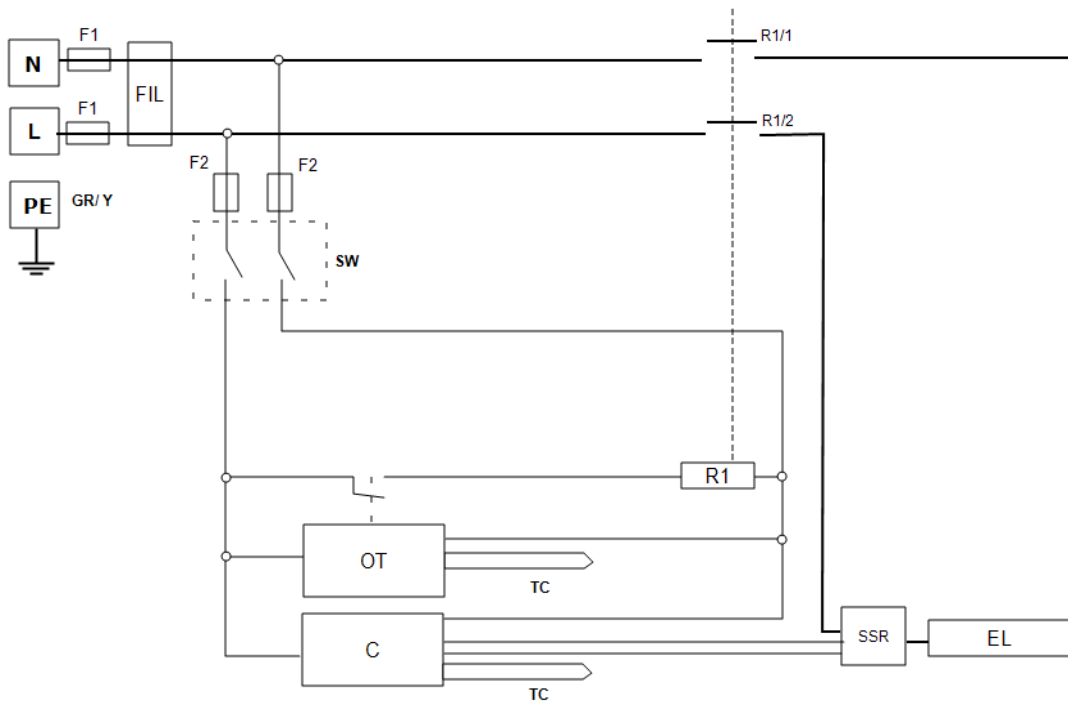 F1
N
FIL
R1/1
F1
L
R1/2
F2
F2
PE
GR/ Y
SW
R1
OT
TC
C
SSR
EL
TC